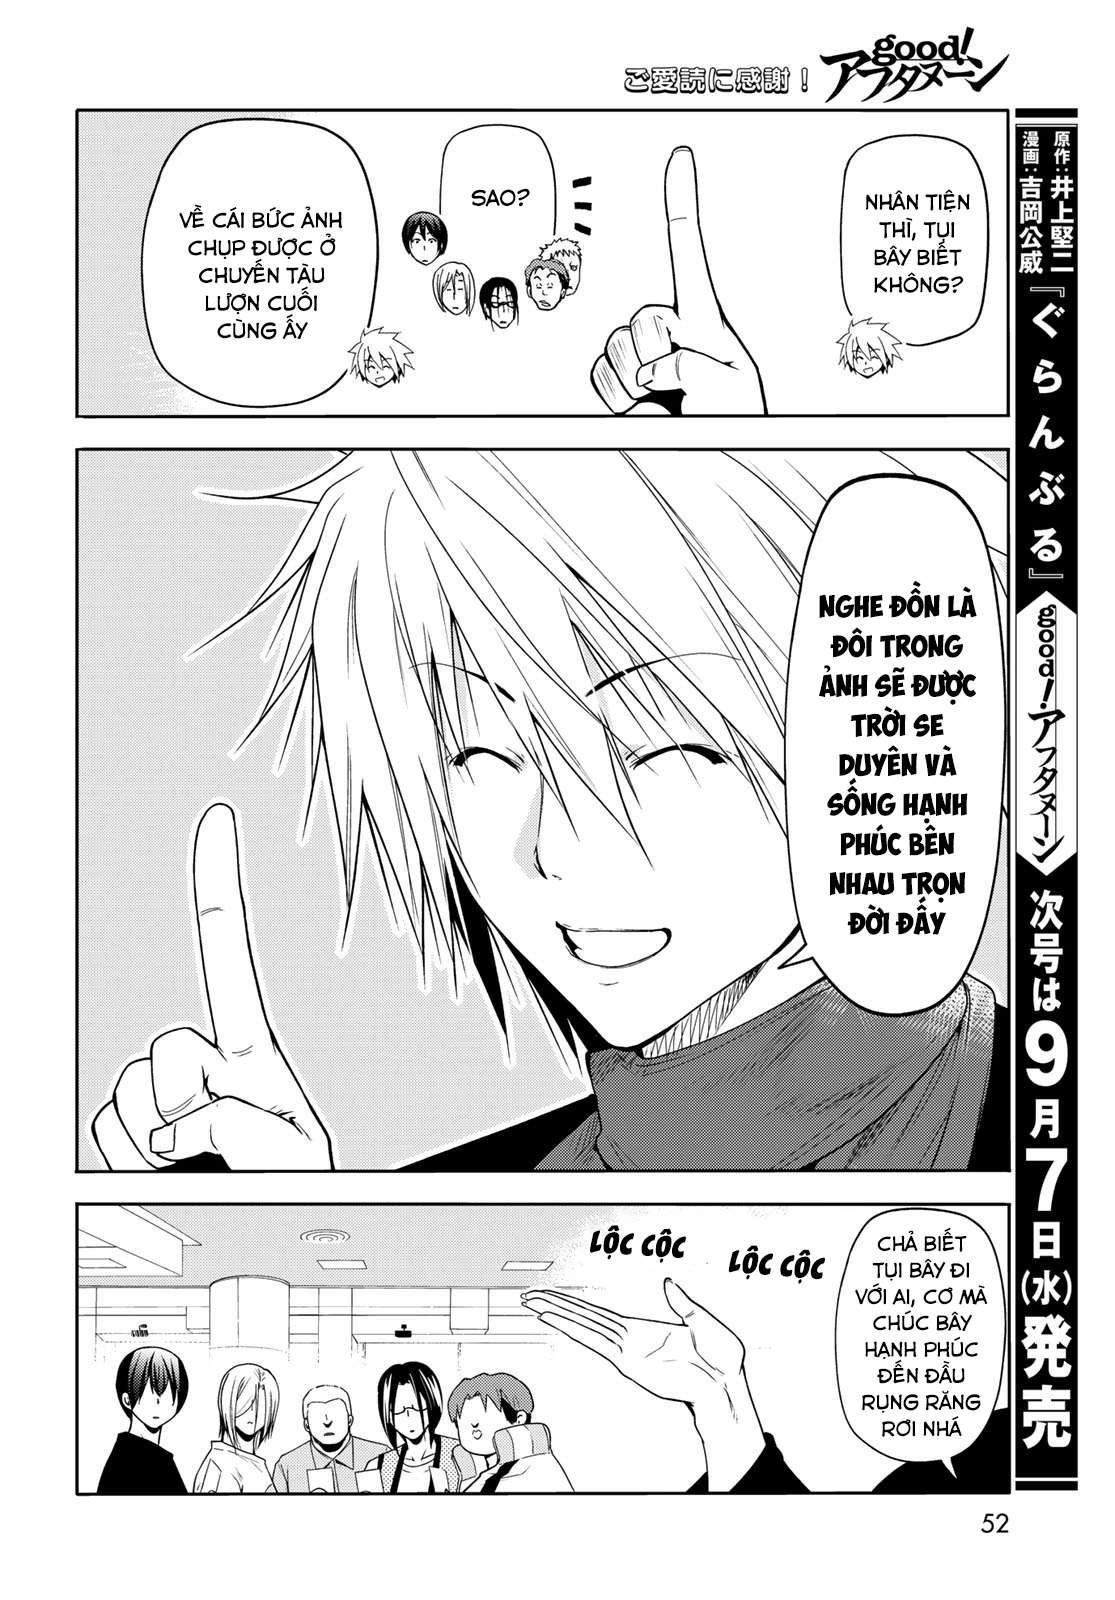 good!
アフタヌーン
ご愛読に感謝！
NHÂN TIỆN
THÌ, TỤI
BÂY BIẾT
KHÔNG?
SAO?
VỀ CÁI BỨC ẢNH
CHỤP ĐƯỢC Ở
CHUYẾN TÀU
LƯỢN CUỐI
CÙNG ẤY
NGHE ĐỒN LÀ
ĐÔI TRONG
ẢNH SẼ ĐƯỢC
TRỜI SE
DUYÊN VÀ
SỐNG HẠNH
PHÚC BÊN
NHAU TRỌN
ĐỜI ĐẤY
CHẢ BIẾT
TỤI BÂY ĐI
VỚI AI, CƠ MÀ
CHÚC BÂY
HẠNH PHÚC
ĐẾN ĐẦU
RỤNG RĂNG
RƠI NHÁ
LỘC CỘC
LỘC CỘC
原作：井上堅二
漫画：吉岡公威
『ぐらんぶる』
good!アフタヌーン
次号は9月7日(水)発売
52